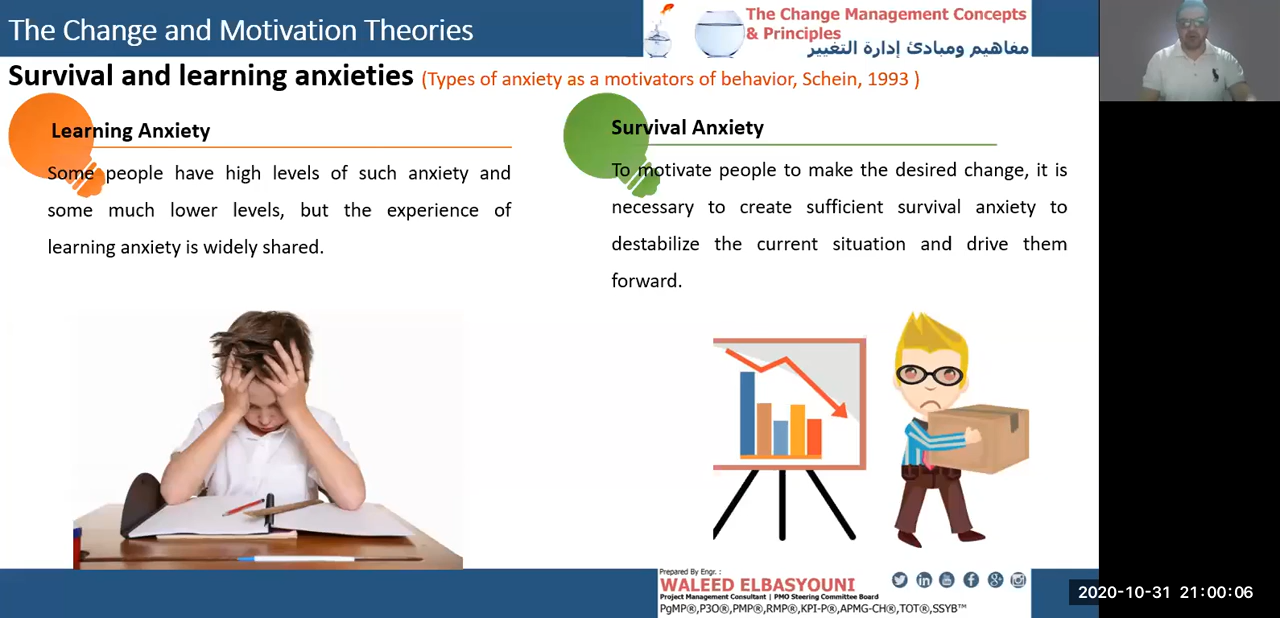 The Change and Motivation Theories
The Change Management Concepts
& Principles
مفاهيم ومبادئ إدارة التغيير
Survival and learning anxieties (Types of anxiety as a motivators of behavior, Schein, 1993 )
Learning Anxiety
Some people have high levels of such anxiety and
some much lower levels, but the experience of
learning anxiety is widely shared.
Survival Anxiety
To motivate people to make the desired change, it is
necessary to create sufficient survival anxiety to
destabilize the current situation and drive them
forward.
Prepared By Engr. :
WALEED ELBASYOUNI
Project Management Consultant | PMO Steering Committee Board
PgMP®,P3O®,PMP®,RMP®,KPI-P®,APMG-CH®,TOT®,SSYB™
2020-10-31 21:00:06